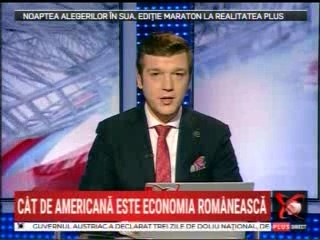 NOAPTEA ALEGERILOR ÎN SUA. EDIȚIE MARATON LA REALITATEA PLUS
CÂT DE AMERICANĂ ESTE ECONOMIA ROMÂNEASCĂ
GUVERNUL AUSTRIAC A DECLARAT TREI ZILE DE DOLIU NAȚIONAL, DE
PLUS